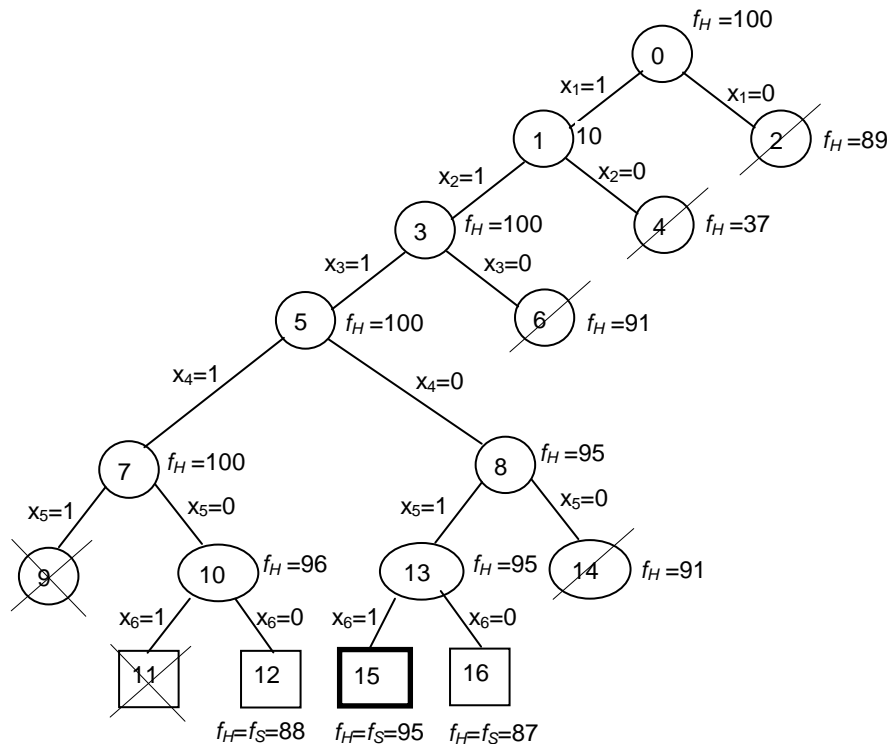 f_H =100
0
x₁=1
x₁=0
1
10
2
f_H =89
x₂=1
x₂=0
3
f_H =100
4
f_H =37
x₃=1
x₃=0
5
f_H =100
6
f_H =91
x₄=1
x₄=0
7
f_H =100
8
f_H =95
x₅=1
x₅=0
x₅=1
x₅=0
9
10
f_H =96
13
f_H =95
14
f_H =91
x₆=1
x₆=0
x₆=1
x₆=0
11
12
15
16
f_H=f_S=88
f_H=f_S=95
f_H=f_S=87